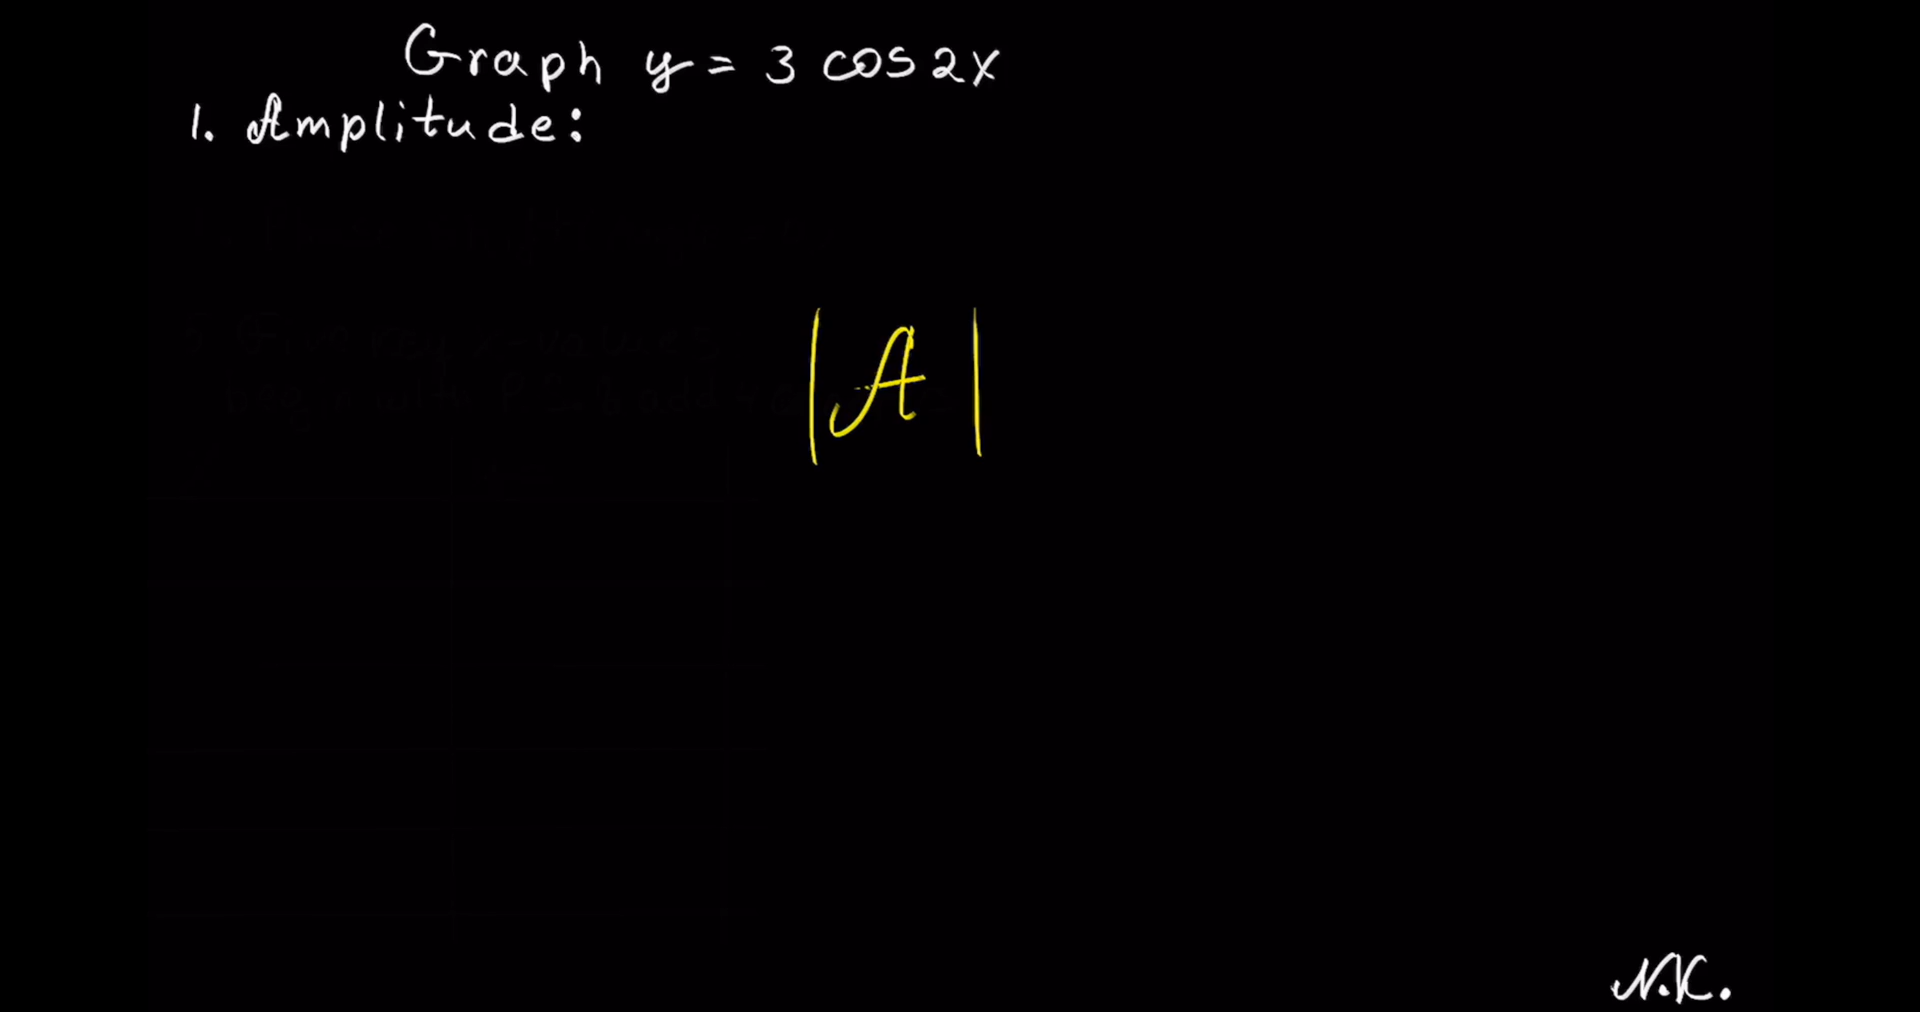 Graph y = 3 cos 2x
1. Amplitude:
|A|
N.K.